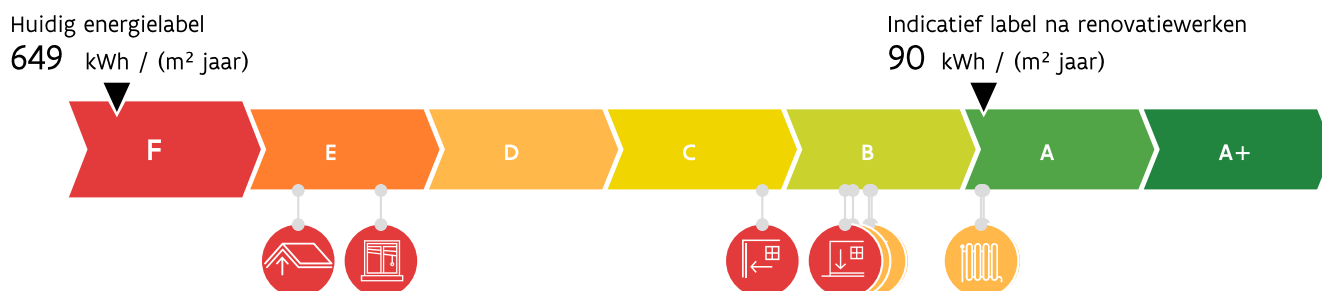 Huidig energielabel
649 kWh / (m² jaar)
Indicatief label na renovatiewerken
90 kWh / (m² jaar)
F E D C B A A+